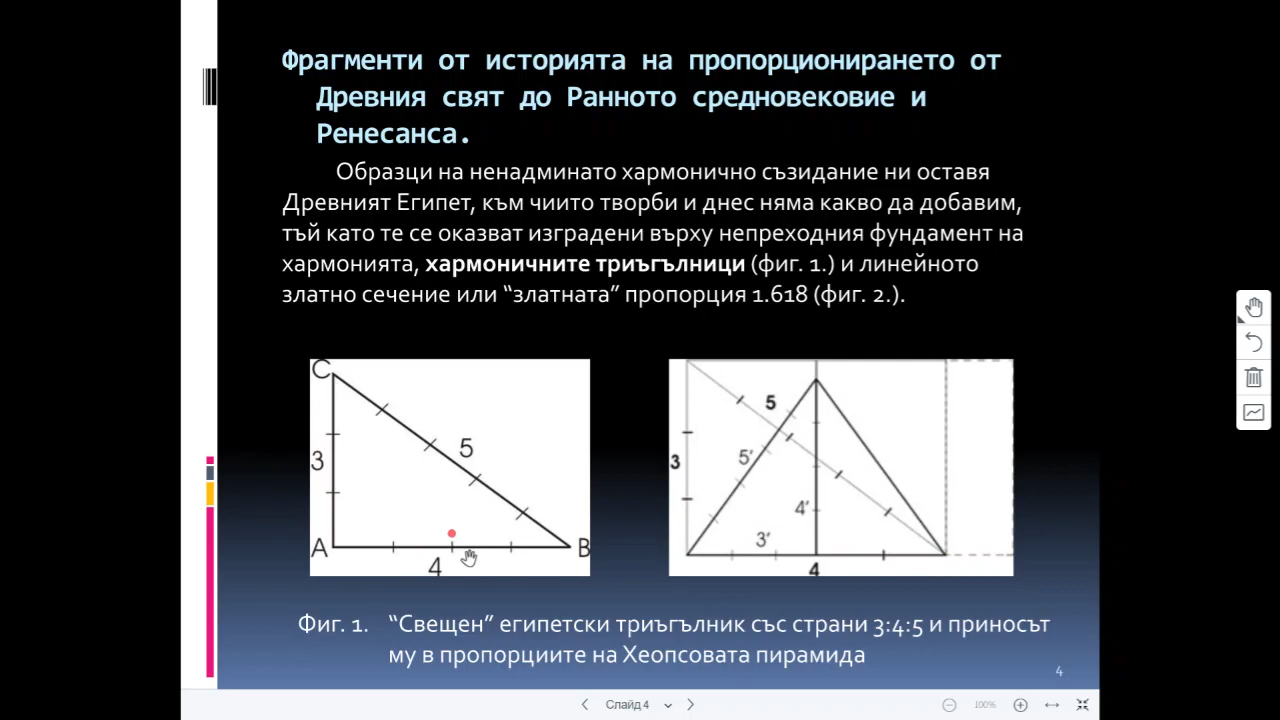 Фрагменти от историята на пропорционирането от
Древния свят до Ранното средновековие и
Ренесанса.
Образци на ненадминато хармонично съзидание ни оставя
Древният Египет, към чиито творби и днес няма какво да добавим,
тъй като те се оказват изградени върху непреходния фундамент на
хармонията, хармоничните триъгълници (фиг. 1.) и линейното
златно сечение или “златната” пропорция 1.618 (фиг. 2.).
C
3
5
A
4
B
5
3
5'
4'
3'
4
Фиг. 1. “Свещен” египетски триъгълник със страни 3:4:5 и приносът
му в пропорциите на Хеопсовата пирамида
4
Слайд 4
100%